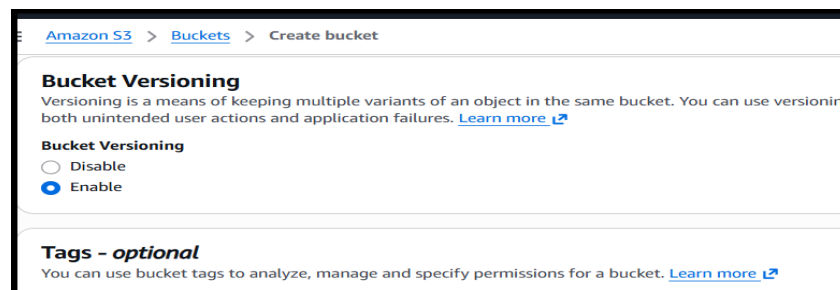 Amazon S3 > Buckets > Create bucket
Bucket Versioning
Versioning is a means of keeping multiple variants of an object in the same bucket. You can use
both unintended user actions and application failures. Learn more
Bucket Versioning
Disable
Enable
Tags - optional
You can use bucket tags to analyze, manage and specify permissions for a bucket. Learn more